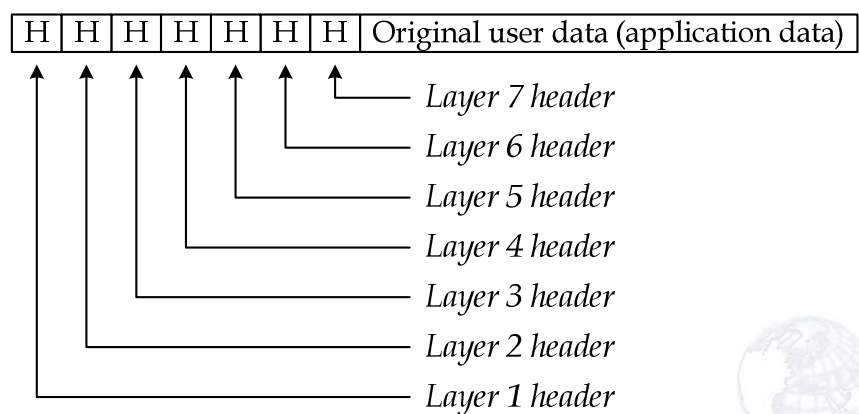 H H H H H H H Original user data (application data)
Layer 7 header
Layer 6 header
Layer 5 header
Layer 4 header
Layer 3 header
Layer 2 header
Layer 1 header